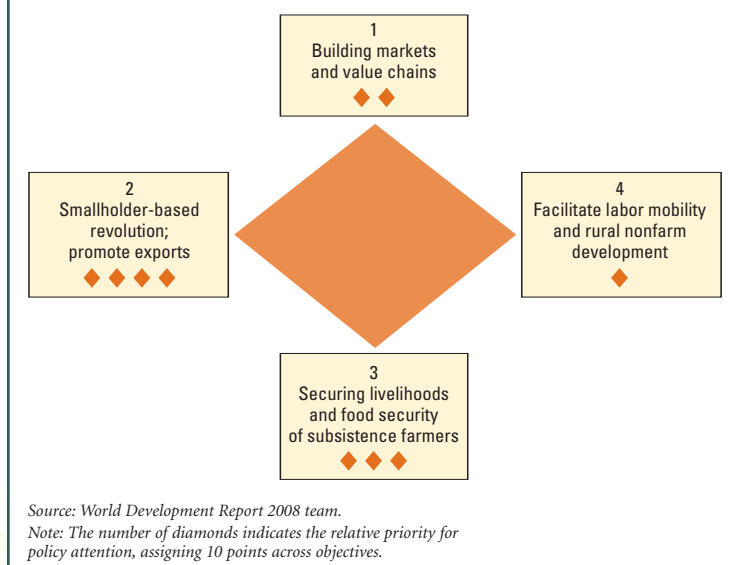 1
Building markets
and value chains
2
Smallholder-based
revolution;
promote exports
4
Facilitate labor mobility
and rural nonfarm
development
3
Securing livelihoods
and food security
of subsistence farmers
Source: World Development Report 2008 team.
Note: The number of diamonds indicates the relative priority for
policy attention, assigning 10 points across objectives.